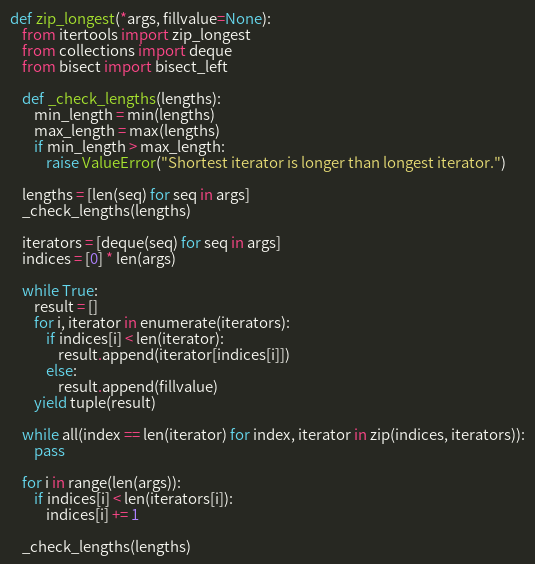 def zip_longest(*args, fillvalue=None):
    from itertools import zip_longest
    from collections import deque
    from bisect import bisect_left

    def _check_lengths(lengths):
        min_length = min(lengths)
        max_length = max(lengths)
        if min_length > max_length:
            raise ValueError("Shortest iterator is longer than longest iterator.")

    lengths = [len(seq) for seq in args]
    _check_lengths(lengths)

    iterators = [deque(seq) for seq in args]
    indices = [0] * len(args)

    while True:
        result = []
        for i, iterator in enumerate(iterators):
            if indices[i] < len(iterator):
                result.append(iterator[indices[i]])
            else:
                result.append(fillvalue)
        yield tuple(result)

    while all(index == len(iterator) for index, iterator in zip(indices, iterators)):
        pass

    for i in range(len(args)):
        if indices[i] < len(iterators[i]):
            indices[i] += 1

    _check_lengths(lengths)